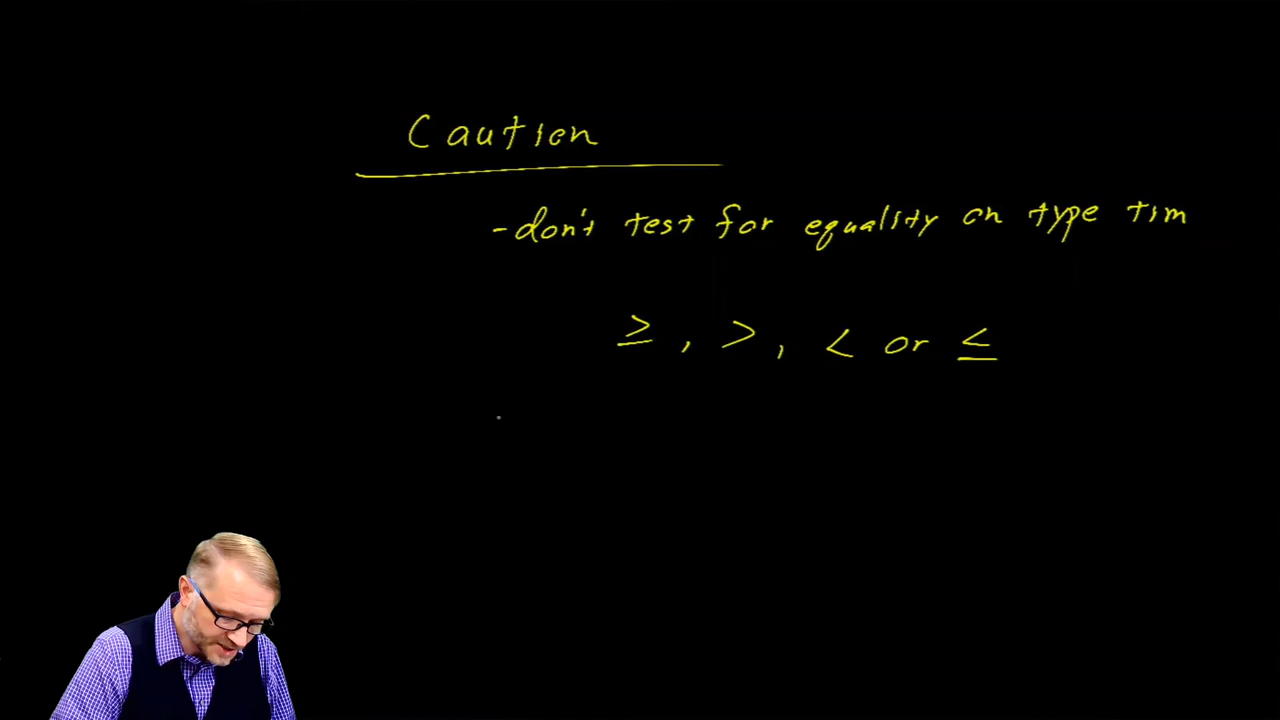 Caution
-don't test for equality on type tim
≥, >, < or ≤